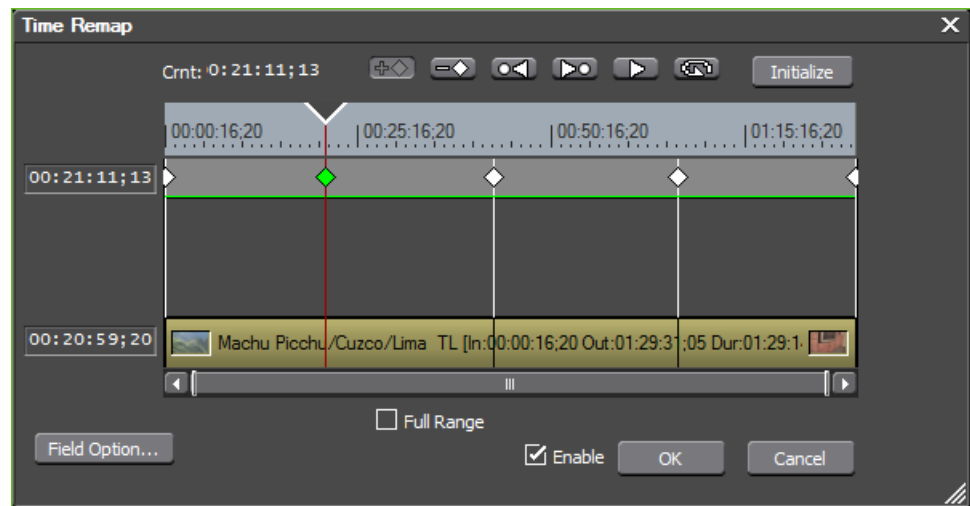 Time Remap
Crnt: 0:21:11;13
Initialize
00:00:16;20 00:25:16;20 00:50:16;20 01:15:16;20
00:21:11;13
00:20:59;20 Machu Picchu/Cuzco/Lima TL [In:00:00:16;20 Out:01:29:31;05 Dur:01:29:1
Full Range
Field Option...
Enable OK Cancel